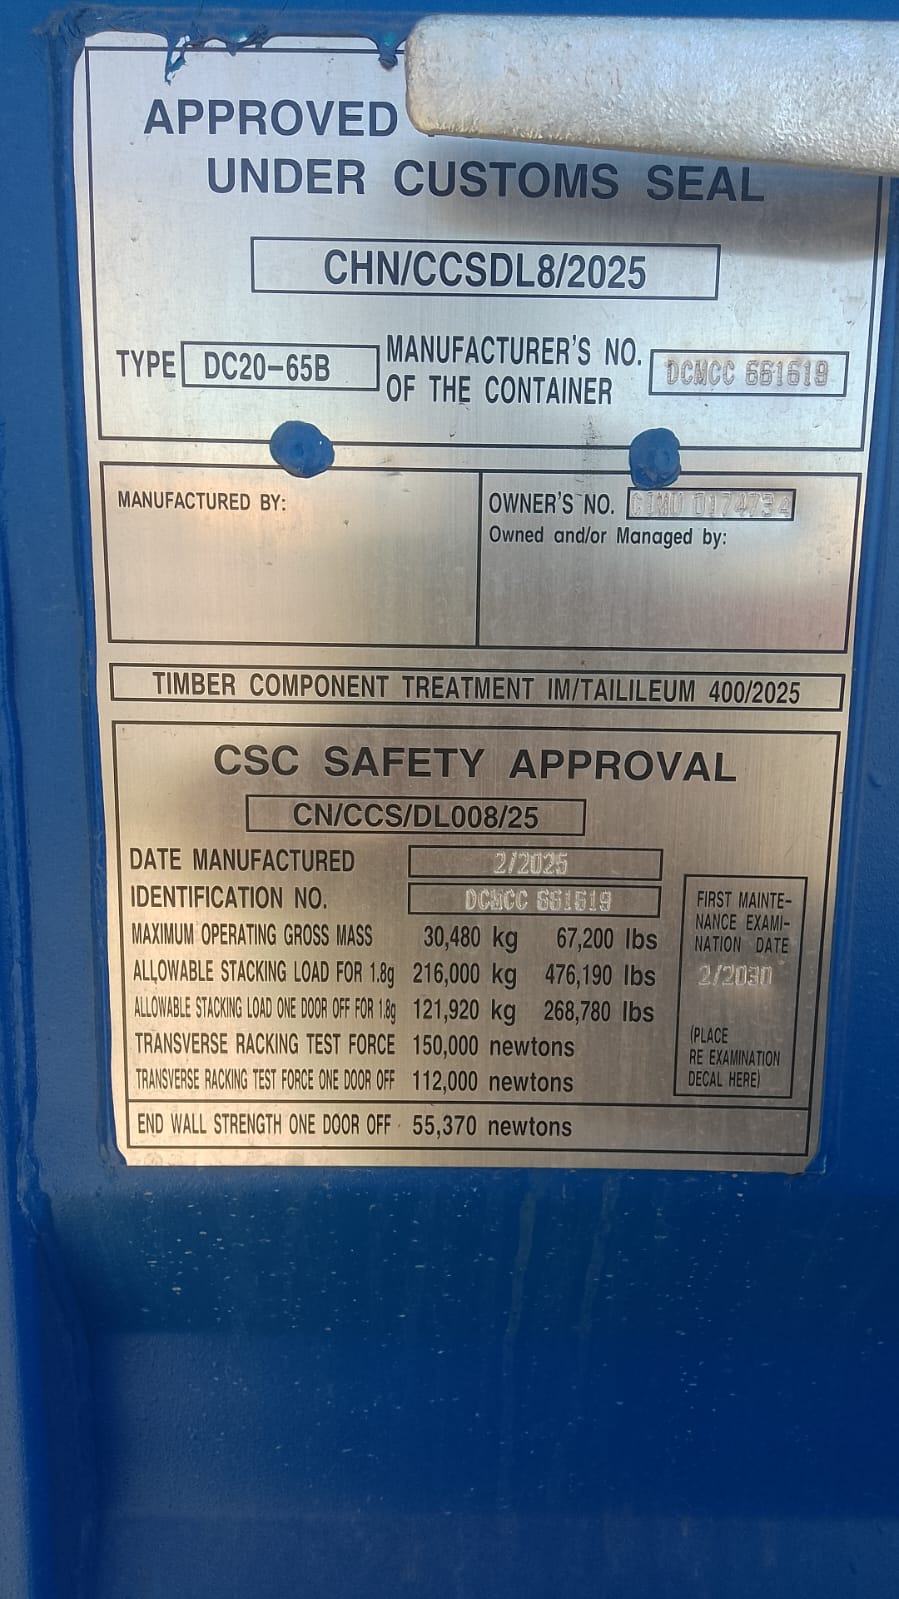 APPROVED
UNDER CUSTOMS SEAL
CHN/CCSDL8/2025
TYPE DC20-65B MANUFACTURER'S NO. OF THE CONTAINER DCMCC 661619
MANUFACTURED BY:
OWNER'S NO. 0174734
Owned and/or Managed by:
TIMBER COMPONENT TREATMENT IM/TAILILEUM 400/2025
CSC SAFETY APPROVAL
CN/CCS/DL008/25
DATE MANUFACTURED 2/2025
IDENTIFICATION NO. DCMCC 661619
MAXIMUM OPERATING GROSS MASS 30,480 kg 67,200 lbs
ALLOWABLE STACKING LOAD FOR 1.8g 216,000 kg 476,190 lbs
ALLOWABLE STACKING LOAD ONE DOOR OFF FOR 1.8g 121,920 kg 268,780 lbs
TRANSVERSE RACKING TEST FORCE 150,000 newtons
TRANSVERSE RACKING TEST FORCE ONE DOOR OFF 112,000 newtons
END WALL STRENGTH ONE DOOR OFF 55,370 newtons
FIRST MAINTE-
NANCE EXAMI-
NATION DATE
2/2030
(PLACE
RE EXAMINATION
DECAL HERE)